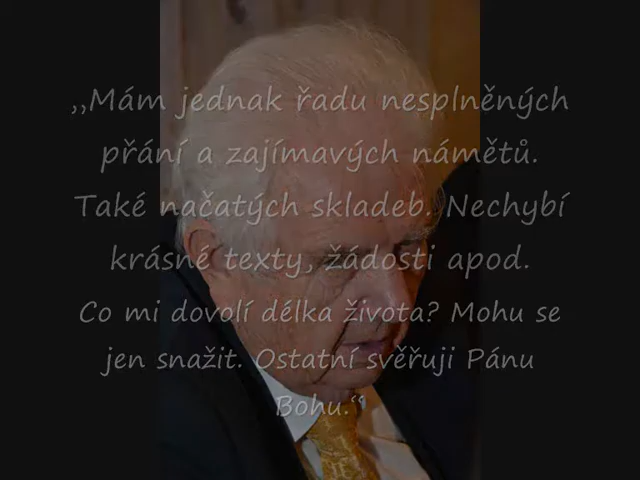 „Mám jednak řadu nesplněných
přání a zajímavých námětů.
Také načatých skladeb. Nechybí
krásné texty, žádosti apod.
Co mi dovolí délka života? Mohu se
jen snažit. Ostatní svěřuji Pánu
Bohu.“